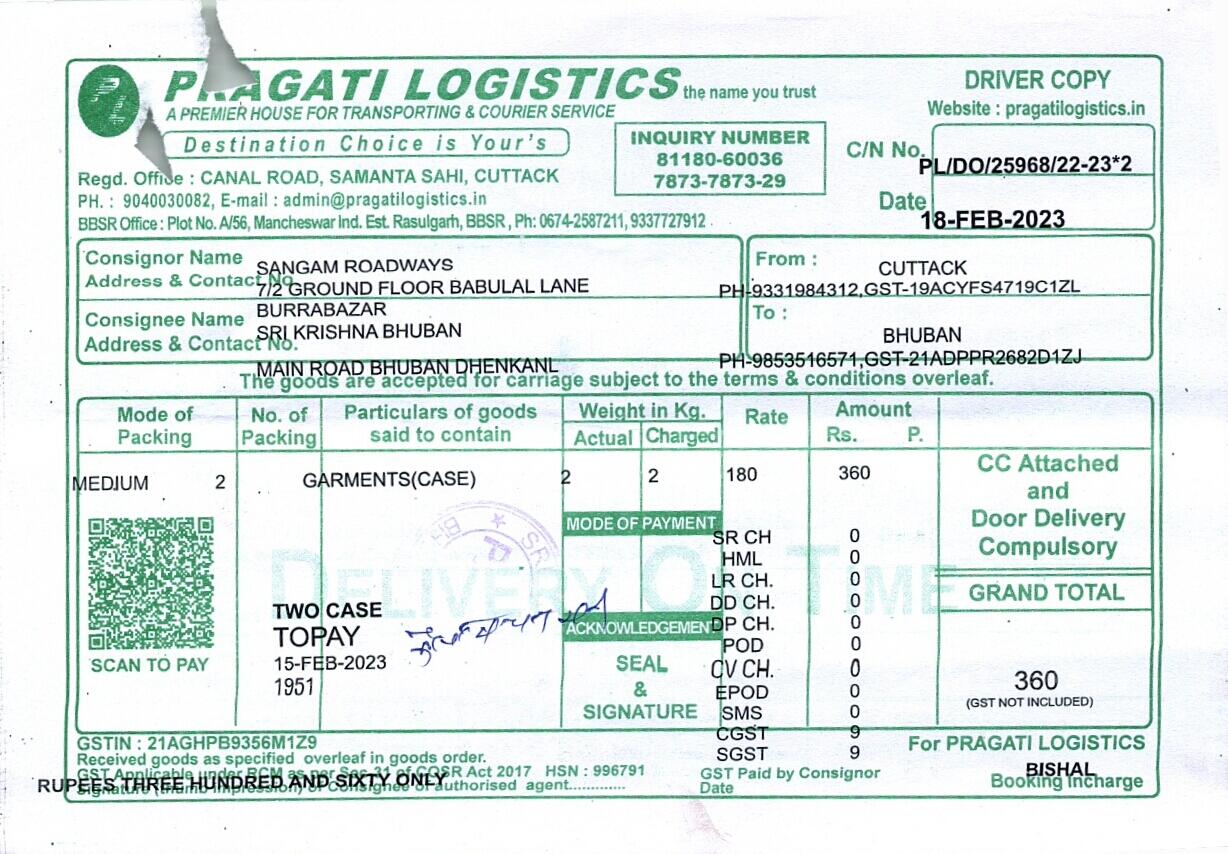 PRAGATI LOGISTICS the name you trust
A PREMIER HOUSE FOR TRANSPORTING & COURIER SERVICE
Destination Choice is Your's
Regd. Office : CANAL ROAD, SAMANTA SAHI, CUTTACK
PH. : 9040030082, E-mail : admin@pragatilogistics.in
BBSR Office : Plot No. A/56, Mancheswar Ind. Est. Rasulgarh, BBSR , Ph: 0674-2587211, 9337727912
INQUIRY NUMBER
81180-60036
7873-7873-29
DRIVER COPY
Website : pragatilogistics.in
C/N No. PL/DO/25968/22-23*2
Date 18-FEB-2023
Consignor Name SANGAM ROADWAYS
Address & Contact No. 7/2 GROUND FLOOR BABULAL LANE
BURRABAZAR
From : CUTTACK
PH-9331984312,GST-19ACYFS4719C1ZL
Consignee Name SRI KRISHNA BHUBAN
Address & Contact No.
MAIN ROAD BHUBAN DHENKANL
To : BHUBAN
PH-9853516571,GST-21ADPPR2682D1ZJ
The goods are accepted for carriage subject to the terms & conditions overleaf.
Mode of Packing No. of Packing Particulars of goods said to contain Weight in Kg. Actual Charged Rate Amount Rs. P.
MEDIUM 2 GARMENTS(CASE) 2 2 180 360
CC Attached
and
Door Delivery
Compulsory
GRAND TOTAL
360
(GST NOT INCLUDED)
MODE OF PAYMENT
SR CH 0
HML 0
LR CH. 0
DD CH. 0
DP CH. 0
POD 0
CV CH. 0
EPOD 0
SMS 0
CGST 9
SGST 9
DELIVERY ON TIME
ACKNOWLEDGEMENT
SEAL
&
SIGNATURE
SCAN TO PAY
TWO CASE
TOPAY
15-FEB-2023
1951
GSTIN : 21AGHPB9356M1Z9
Received goods as specified overleaf in goods order.
GST Applicable under RCM as per Sec 31 of CGSR Act 2017 HSN : 996791
RUPEES THREE HUNDRED AND SIXTY ONLY
Signature (thumb impression) of Consignee of authorised agent.............
GST Paid by Consignor
Date
For PRAGATI LOGISTICS
BISHAL
Booking Incharge